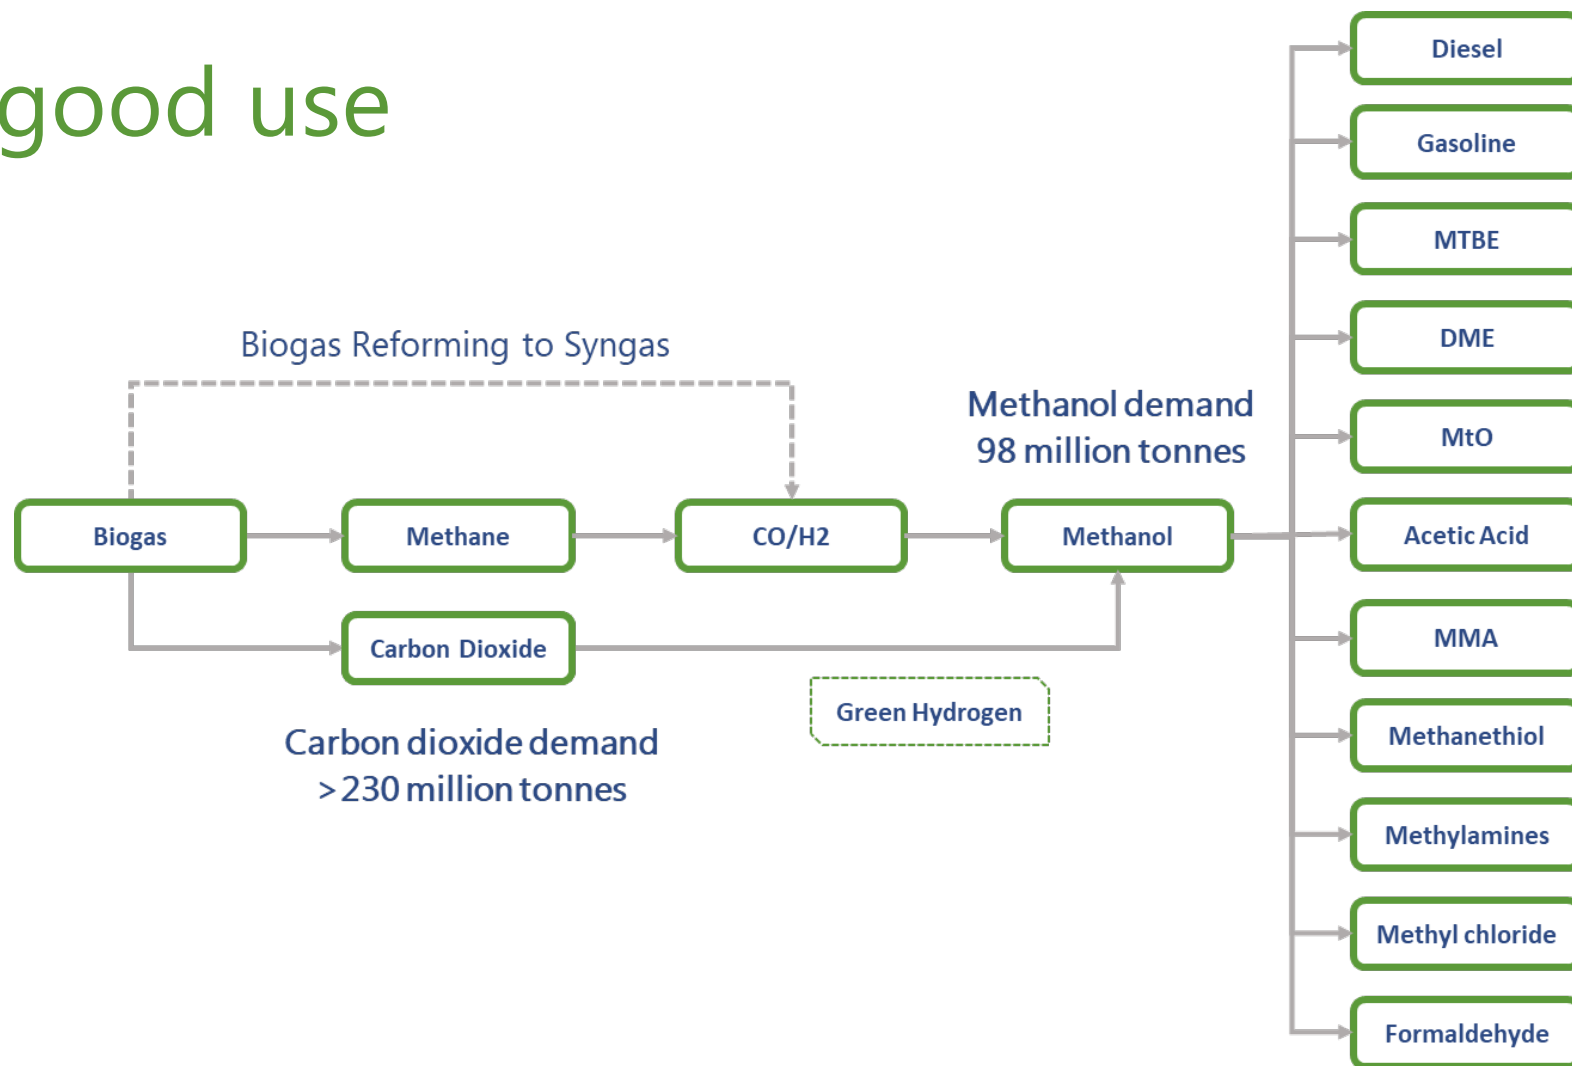 good use
Biogas Reforming to Syngas
Methanol demand
98 million tonnes
Biogas
Methane
CO/H2
Methanol
Carbon Dioxide
Green Hydrogen
Carbon dioxide demand
>230 million tonnes
Diesel
Gasoline
MTBE
DME
MtO
Acetic Acid
MMA
Methanethiol
Methylamines
Methyl chloride
Formaldehyde